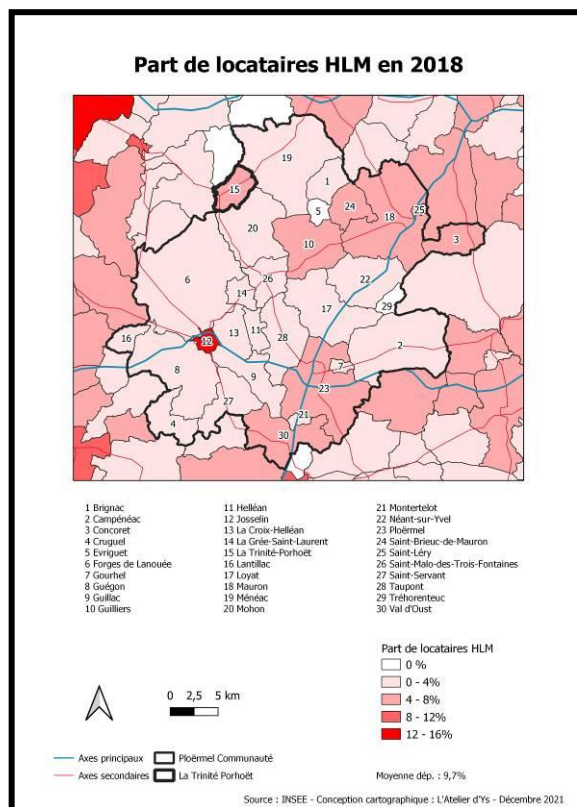 Part de locataires HLM en 2018
19
1
15
5
24
25
18
20
10
3
6
26
22
14
29
17
16
12
13
11
28
2
8
9
7
23
27
4
21
30
1 Brignac
2 Campénéac
3 Concoret
4 Cruguel
5 Evriguet
6 Forges de Lanouée
7 Gourhel
8 Guégon
9 Guillac
10 Guilliers
11 Helléan
12 Josselin
13 La Croix-Helléan
14 La Grée-Saint-Laurent
15 La Trinité-Porhoët
16 Lantillac
17 Loyat
18 Mauron
19 Ménéac
20 Mohon
21 Montertelot
22 Néant-sur-Yvel
23 Ploërmel
24 Saint-Brieuc-de-Mauron
25 Saint-Léry
26 Saint-Malo-des-Trois-Fontaines
27 Saint-Servant
28 Taupont
29 Tréhorenteuc
30 Val d'Oust
Part de locataires HLM
0 %
0 - 4%
4 - 8%
8 - 12%
12 - 16%
0 2,5 5 km
Axes principaux
Axes secondaires
Ploërmel Communauté
La Trinité Porhoët
Moyenne dép. : 9,7%
Source : INSEE - Conception cartographique : L'Atelier d'Ys - Décembre 2021